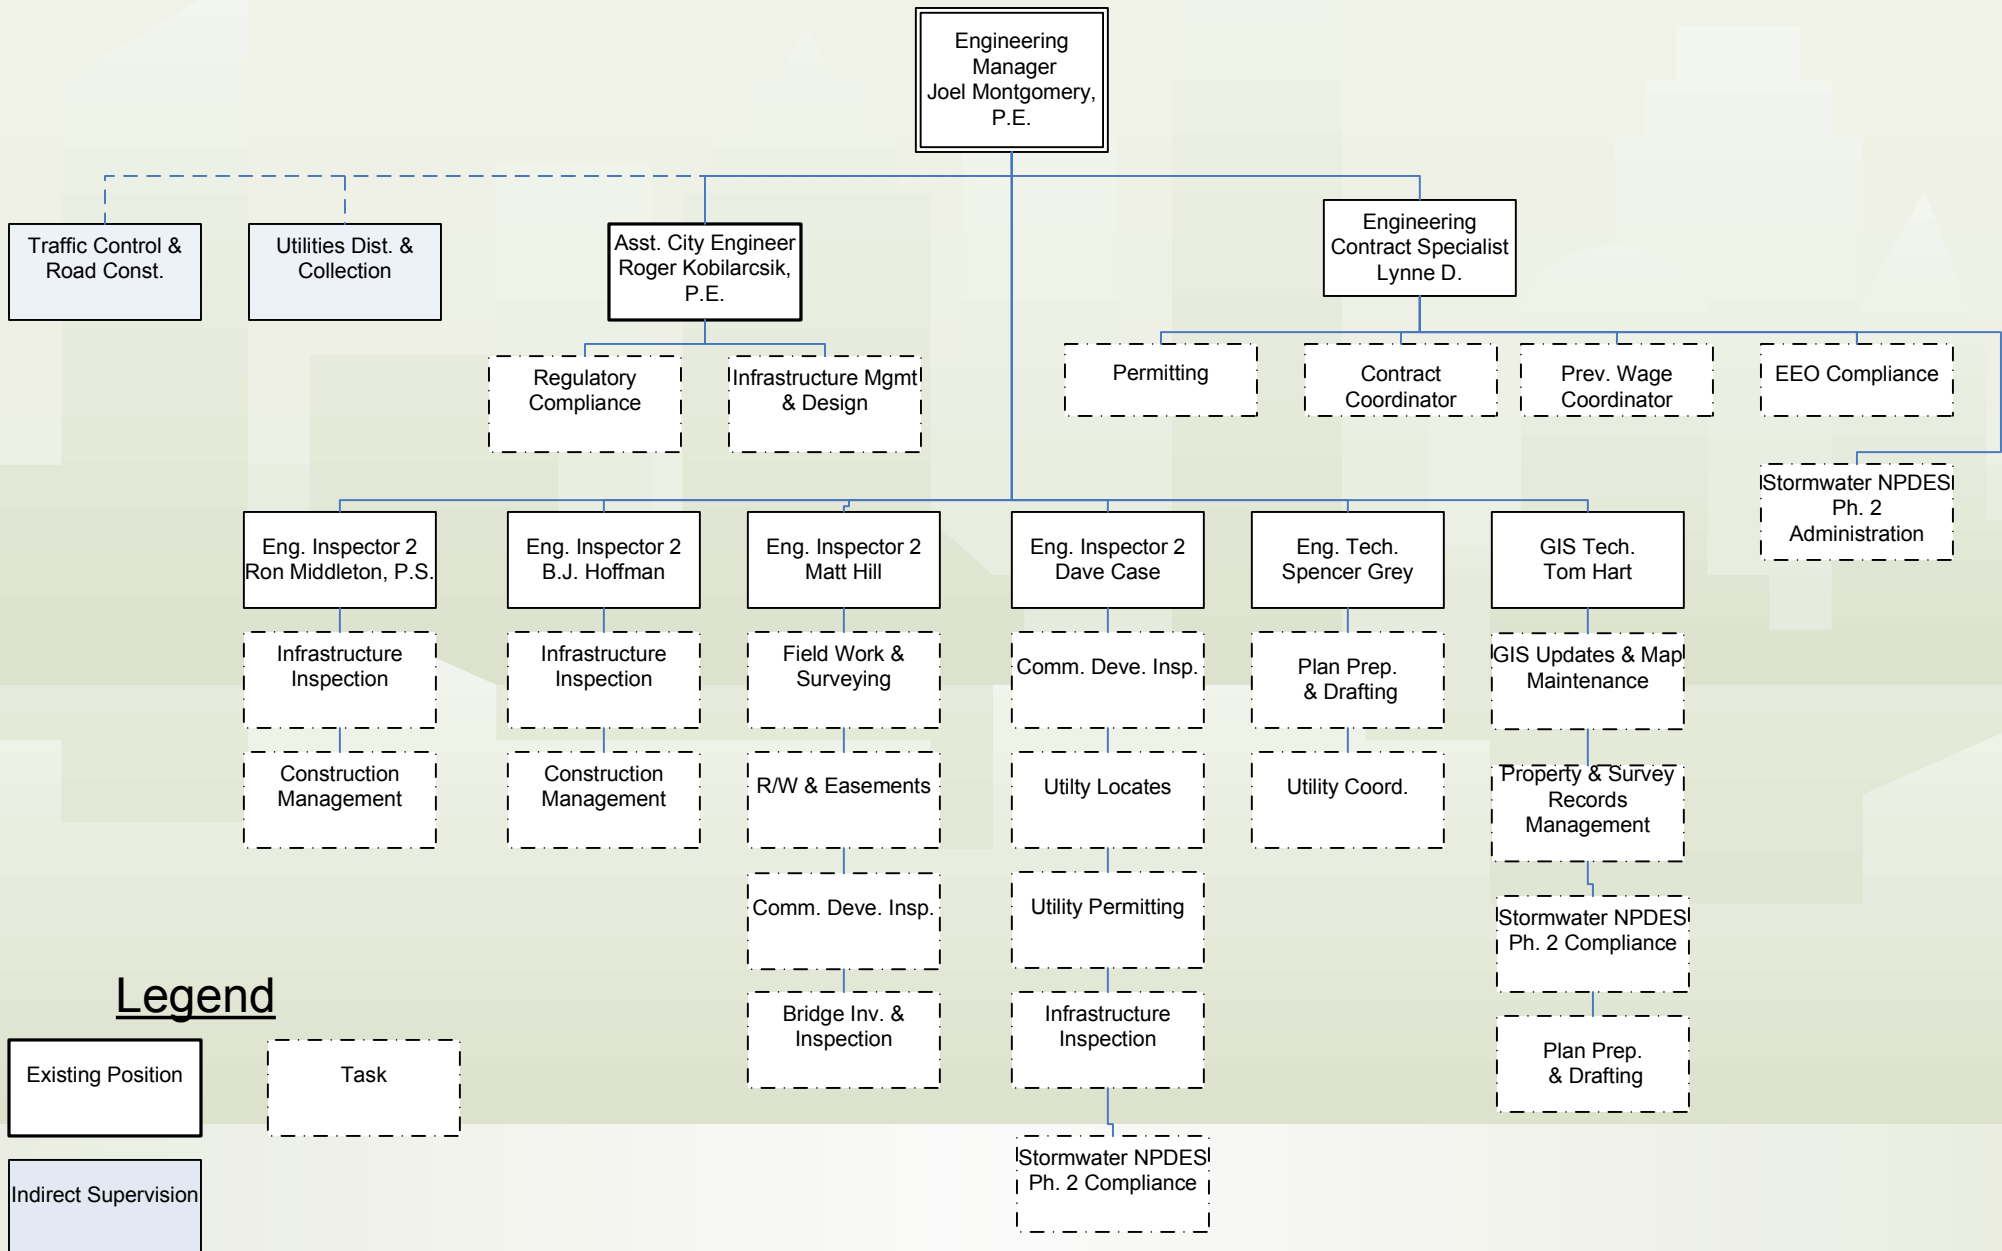 Engineering
Manager
Joel Montgomery,
P.E.
Traffic Control &
Road Const.
Utilities Dist. &
Collection
Asst. City Engineer
Roger Kobilarcsik,
P.E.
Engineering
Contract Specialist
Lynne D.
Regulatory
Compliance
Infrastructure Mgmt
& Design
Permitting
Contract
Coordinator
Prev. Wage
Coordinator
EEO Compliance
Stormwater NPDES
Ph. 2
Administration
Eng. Inspector 2
Ron Middleton, P.S.
Eng. Inspector 2
B.J. Hoffman
Eng. Inspector 2
Matt Hill
Eng. Inspector 2
Dave Case
Eng. Tech.
Spencer Grey
GIS Tech.
Tom Hart
Infrastructure
Inspection
Infrastructure
Inspection
Field Work &
Surveying
Comm. Deve. Insp.
Plan Prep.
& Drafting
GIS Updates & Map
Maintenance
Construction
Management
Construction
Management
R/W & Easements
Utilty Locates
Utility Coord.
Property & Survey
Records
Management
Comm. Deve. Insp.
Utility Permitting
Stormwater NPDES
Ph. 2 Compliance
Bridge Inv. &
Inspection
Infrastructure
Inspection
Plan Prep.
& Drafting
Stormwater NPDES
Ph. 2 Compliance
Legend
Existing Position
Task
Indirect Supervision